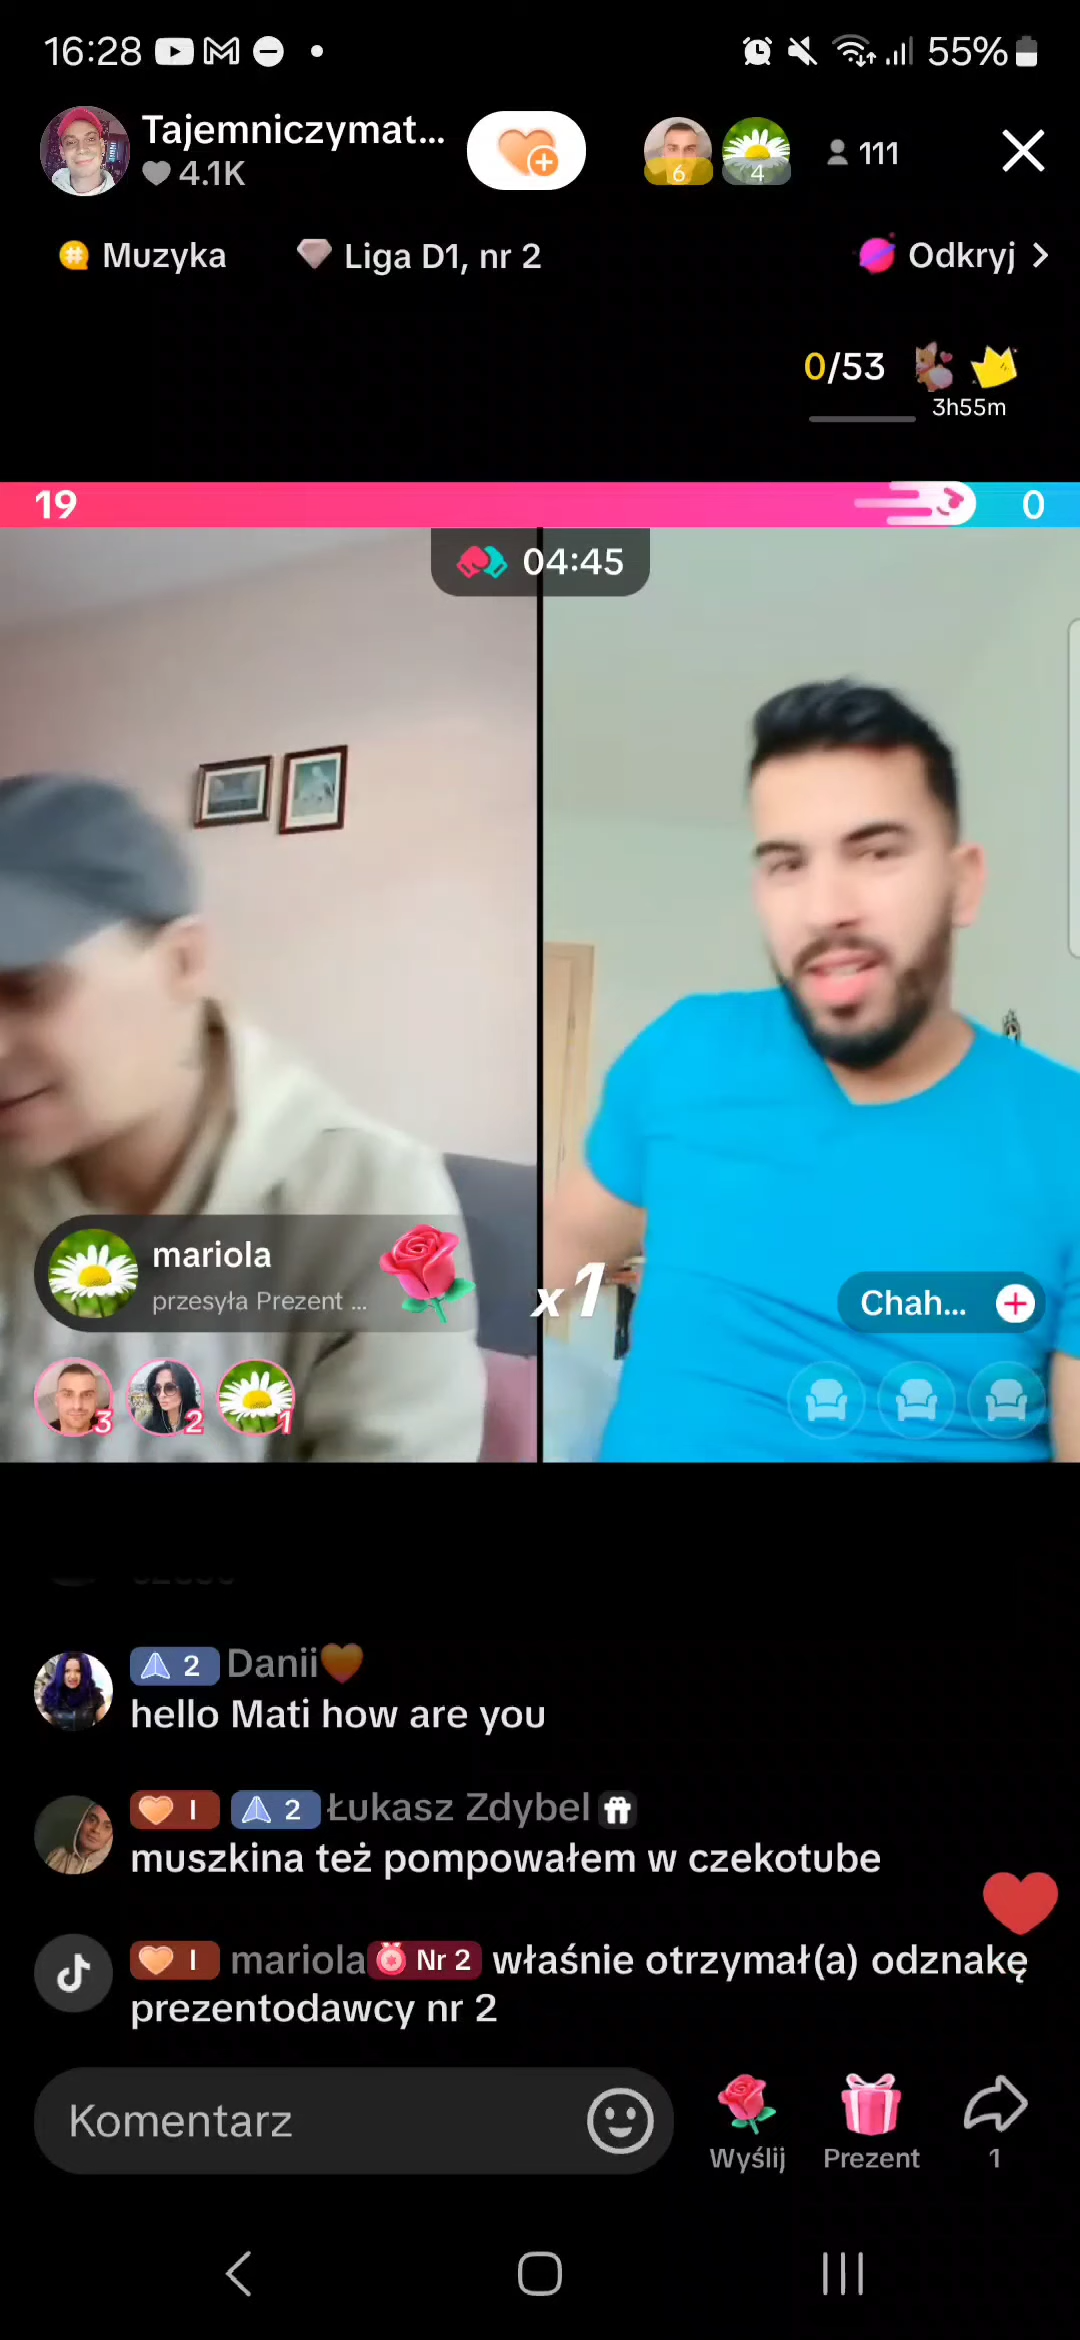 16:28
55%
Tajemniczymat...
4.1K
6
4
111
Muzyka
Liga D1, nr 2
Odkryj >
0/53
3h55m
19
0
04:45
mariola
przesyła Prezent ...
x1
Chah...
3
2
1
2 Danii
hello Mati how are you
I 2 Łukasz Zdybel
muszkina też pompowałem w czekotube
I mariola Nr 2 właśnie otrzymał(a) odznakę
prezentodawcy nr 2
Komentarz
Wyślij
Prezent
1